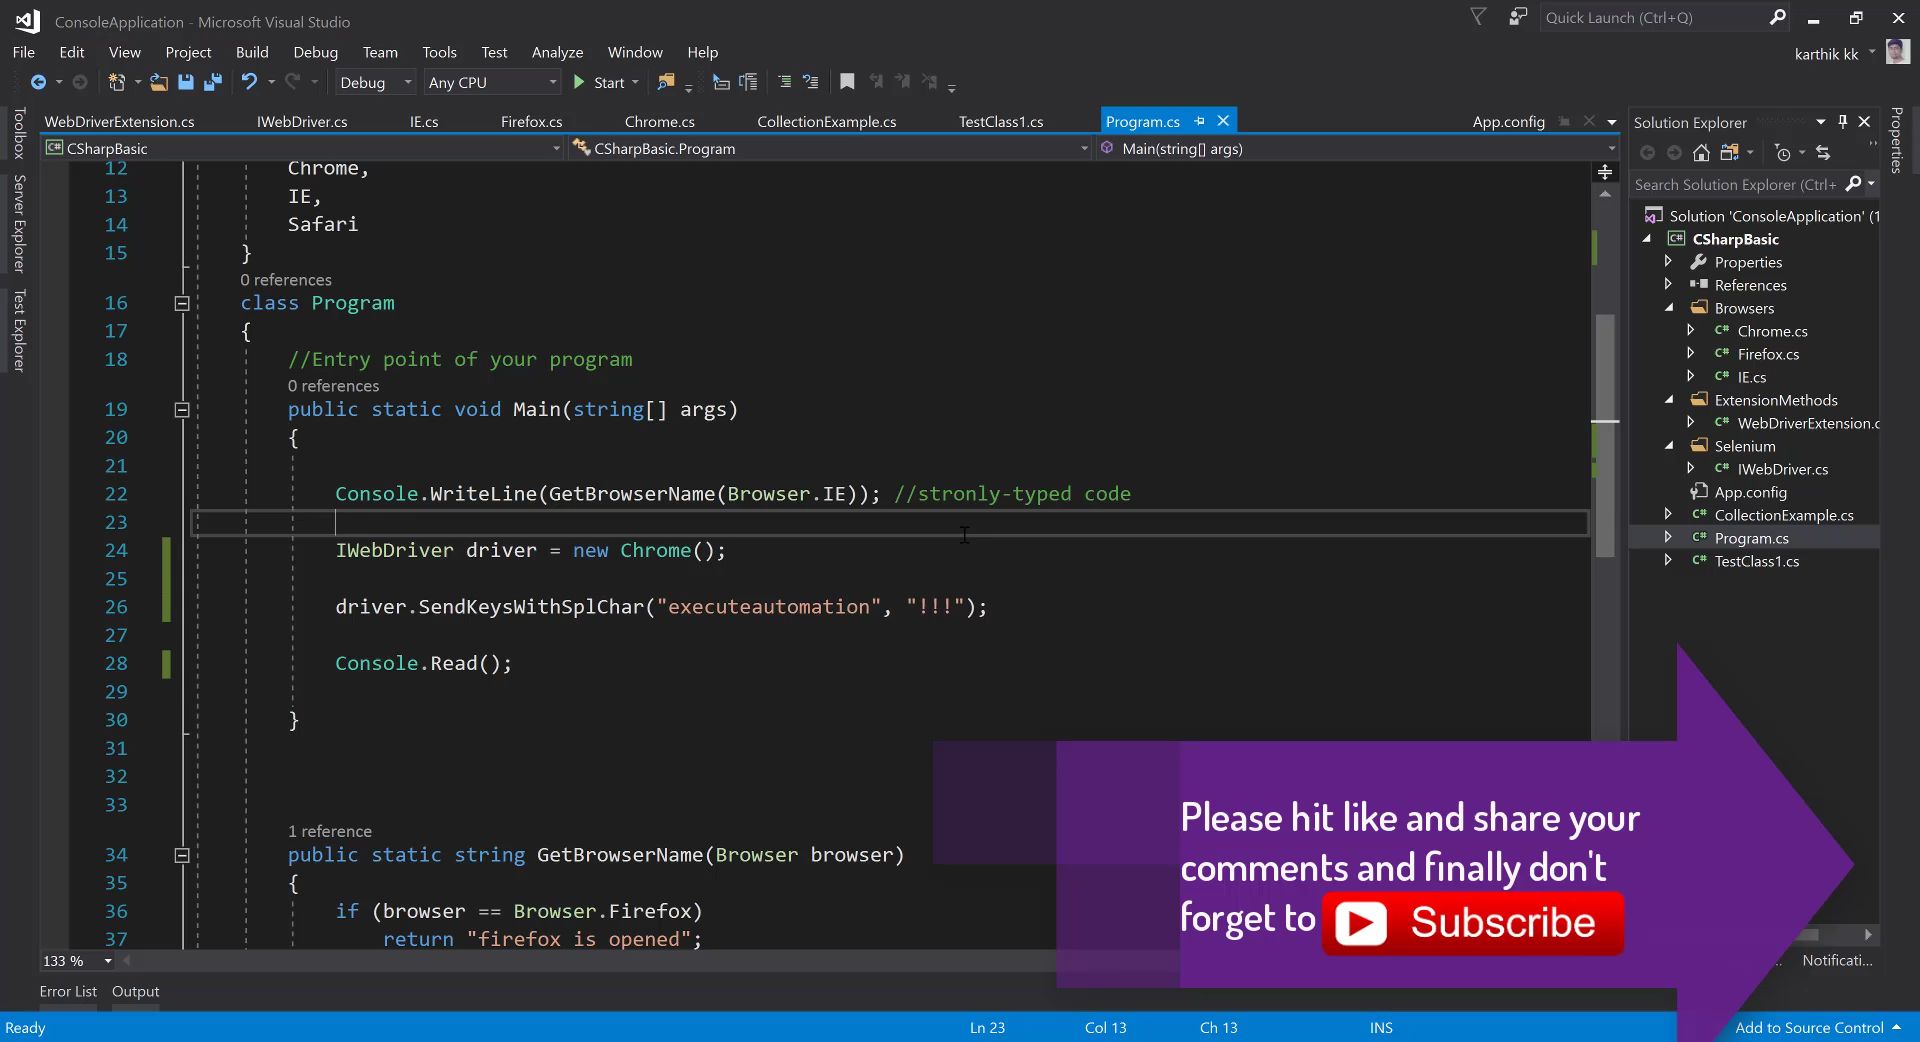 ConsoleApplication - Microsoft Visual Studio
Quick Launch (Ctrl+Q)
File Edit View Project Build Debug Team Tools Test Analyze Window Help
karthik kk
Debug Any CPU Start
WebDriverExtension.cs IWebDriver.cs IE.cs Firefox.cs Chrome.cs CollectionExample.cs TestClass1.cs Program.cs App.config
CSharpBasic CSharpBasic.Program Main(string[] args)
Toolbox
Server Explorer
Test Explorer
12 Chrome,
13 IE,
14 Safari
15 }
0 references
16 class Program
17 {
18 //Entry point of your program
0 references
19 public static void Main(string[] args)
20 {
21
22 Console.WriteLine(GetBrowserName(Browser.IE)); //stronly-typed code
23
24 IWebDriver driver = new Chrome();
25
26 driver.SendKeysWithSplChar("executeautomation", "!!!");
27
28 Console.Read();
29
30 }
31
32
33
1 reference
34 public static string GetBrowserName(Browser browser)
35 {
36 if (browser == Browser.Firefox)
37 return "firefox is opened";
133 %
Solution Explorer
Search Solution Explorer (Ctrl+
Solution 'ConsoleApplication' (1
CSharpBasic
Properties
References
Browsers
Chrome.cs
Firefox.cs
IE.cs
ExtensionMethods
WebDriverExtension.c
Selenium
IWebDriver.cs
App.config
CollectionExample.cs
Program.cs
TestClass1.cs
Properties
Please hit like and share your
comments and finally don't
forget to Subscribe
Notificati...
Error List Output
Ready Ln 23 Col 13 Ch 13 INS Add to Source Control